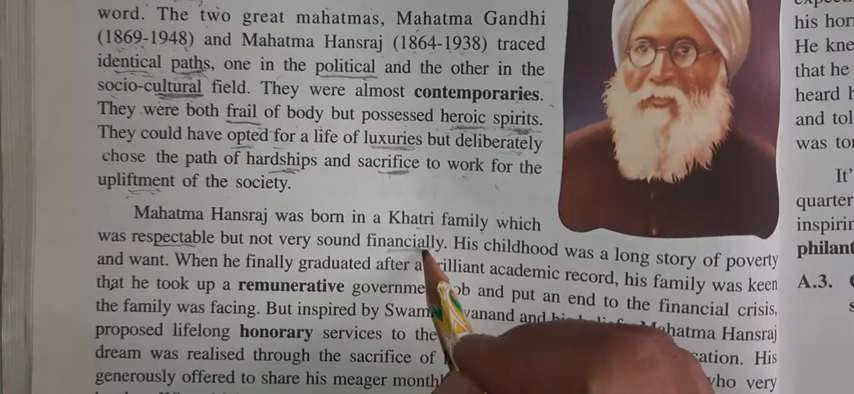 word. The two great mahatmas, Mahatma Gandhi
(1869-1948) and Mahatma Hansraj (1864-1938) traced
identical paths, one in the political and the other in the
socio-cultural field. They were almost contemporaries.
They were both frail of body but possessed heroic spirits.
They could have opted for a life of luxuries but deliberately
chose the path of hardships and sacrifice to work for the
upliftment of the society.
Mahatma Hansraj was born in a Khatri family which
was respectable but not very sound financially. His childhood was a long story of poverty
and want. When he finally graduated after a brilliant academic record, his family was keen
that he took up a remunerative job and put an end to the financial crisis,
the family was facing. But inspired by and Mahatma Hansraj
proposed lifelong honorary services to the
dream was realised through the sacrifice of His
generously offered to share his meager who very
his
He kne
that he
heard
and tol
was to
It'
quarter
inspirin
philant
A.3.